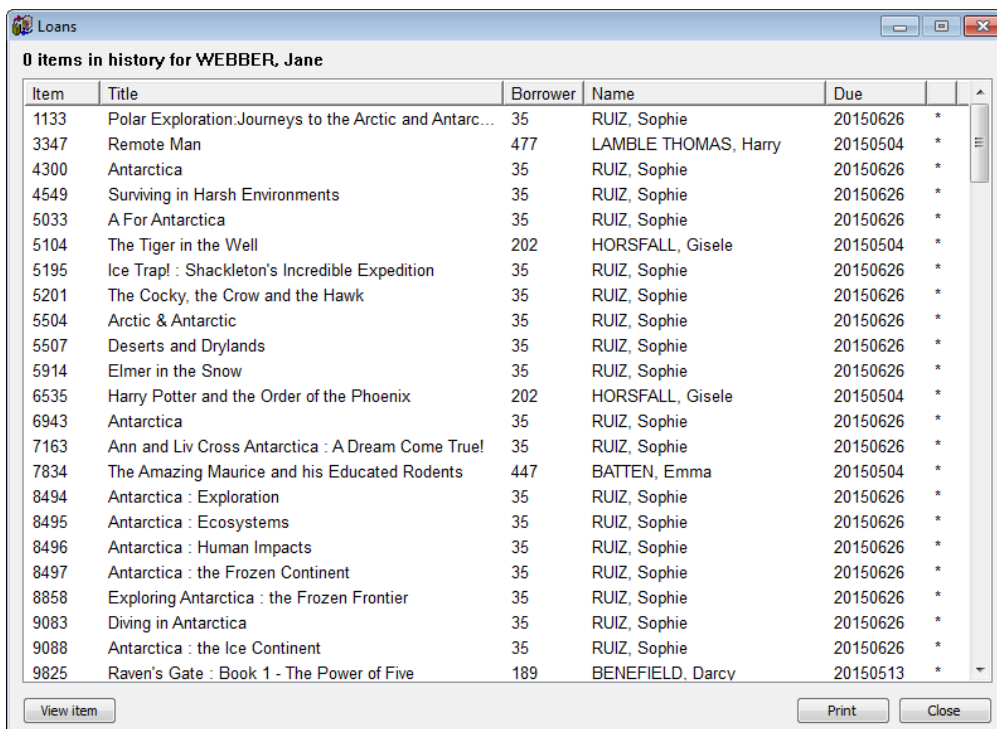 Loans
0 items in history for WEBBER, Jane
Item Title Borrower Name Due
1133 Polar Exploration:Journeys to the Arctic and Antarc... 35 RUIZ, Sophie 20150626 *
3347 Remote Man 477 LAMBLE THOMAS, Harry 20150504 *
4300 Antarctica 35 RUIZ, Sophie 20150626 *
4549 Surviving in Harsh Environments 35 RUIZ, Sophie 20150626 *
5033 A For Antarctica 35 RUIZ, Sophie 20150626 *
5104 The Tiger in the Well 202 HORSFALL, Gisele 20150504 *
5195 Ice Trap! : Shackleton's Incredible Expedition 35 RUIZ, Sophie 20150626 *
5201 The Cocky, the Crow and the Hawk 35 RUIZ, Sophie 20150626 *
5504 Arctic & Antarctic 35 RUIZ, Sophie 20150626 *
5507 Deserts and Drylands 35 RUIZ, Sophie 20150626 *
5914 Elmer in the Snow 35 RUIZ, Sophie 20150626 *
6535 Harry Potter and the Order of the Phoenix 202 HORSFALL, Gisele 20150504 *
6943 Antarctica 35 RUIZ, Sophie 20150626 *
7163 Ann and Liv Cross Antarctica : A Dream Come True! 35 RUIZ, Sophie 20150626 *
7834 The Amazing Maurice and his Educated Rodents 447 BATTEN, Emma 20150504 *
8494 Antarctica : Exploration 35 RUIZ, Sophie 20150626 *
8495 Antarctica : Ecosystems 35 RUIZ, Sophie 20150626 *
8496 Antarctica : Human Impacts 35 RUIZ, Sophie 20150626 *
8497 Antarctica : the Frozen Continent 35 RUIZ, Sophie 20150626 *
8858 Exploring Antarctica : the Frozen Frontier 35 RUIZ, Sophie 20150626 *
9083 Diving in Antarctica 35 RUIZ, Sophie 20150626 *
9088 Antarctica : the Ice Continent 35 RUIZ, Sophie 20150626 *
9825 Raven's Gate : Book 1 - The Power of Five 189 BENEFIELD, Darcy 20150513 *
View item Print Close